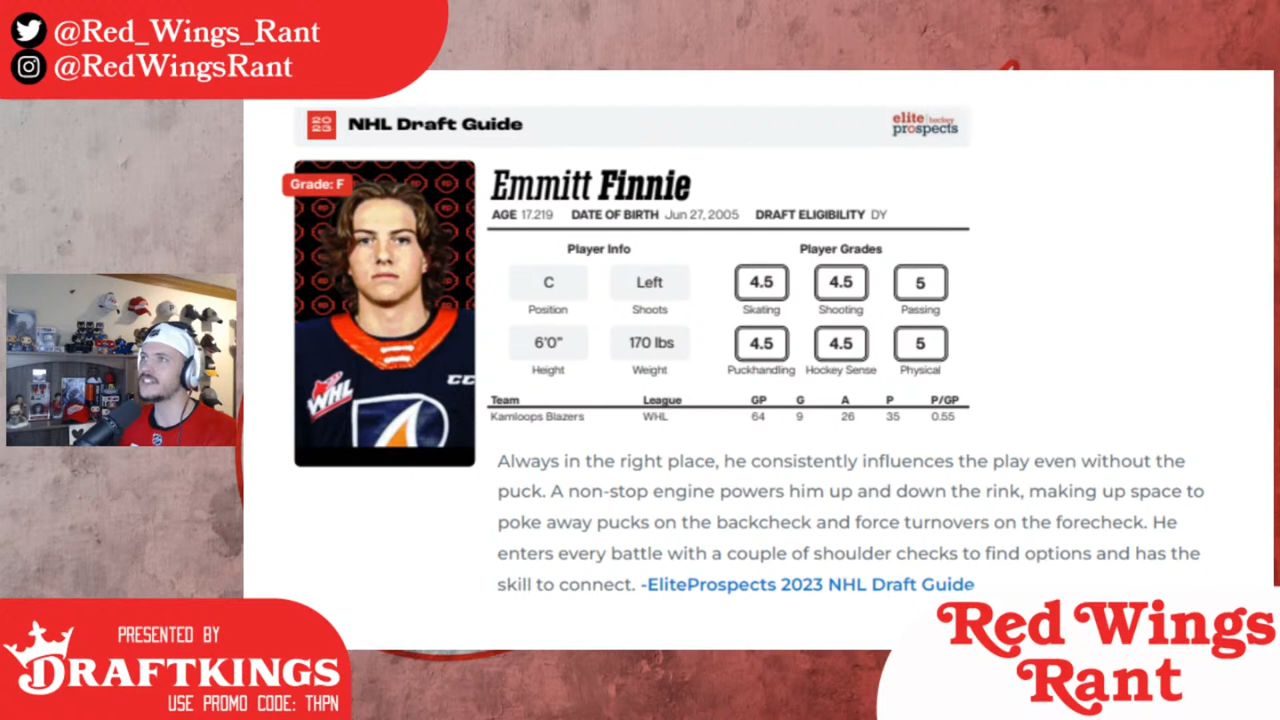 @Red_Wings_Rant
@RedWingsRant
20
23
NHL Draft Guide
elite hockey
prospects
Grade: F
Emmitt Finnie
AGE 17.219 DATE OF BIRTH Jun 27, 2005 DRAFT ELIGIBILITY DY
Player Info
Player Grades
C
Left
4.5
4.5
5
Position
Shoots
Skating
Shooting
Passing
6'0"
170 lbs
4.5
4.5
5
Height
Weight
Puckhandling
Hockey Sense
Physical
Team League GP G A P P/GP
Kamloops Blazers WHL 64 9 26 35 0.55
WHL
CC
Always in the right place, he consistently influences the play even without the
puck. A non-stop engine powers him up and down the rink, making up space to
poke away pucks on the backcheck and force turnovers on the forecheck. He
enters every battle with a couple of shoulder checks to find options and has the
skill to connect. -EliteProspects 2023 NHL Draft Guide
PRESENTED BY
DRAFTKINGS
USE PROMO CODE: THPN
Red Wings
Rant